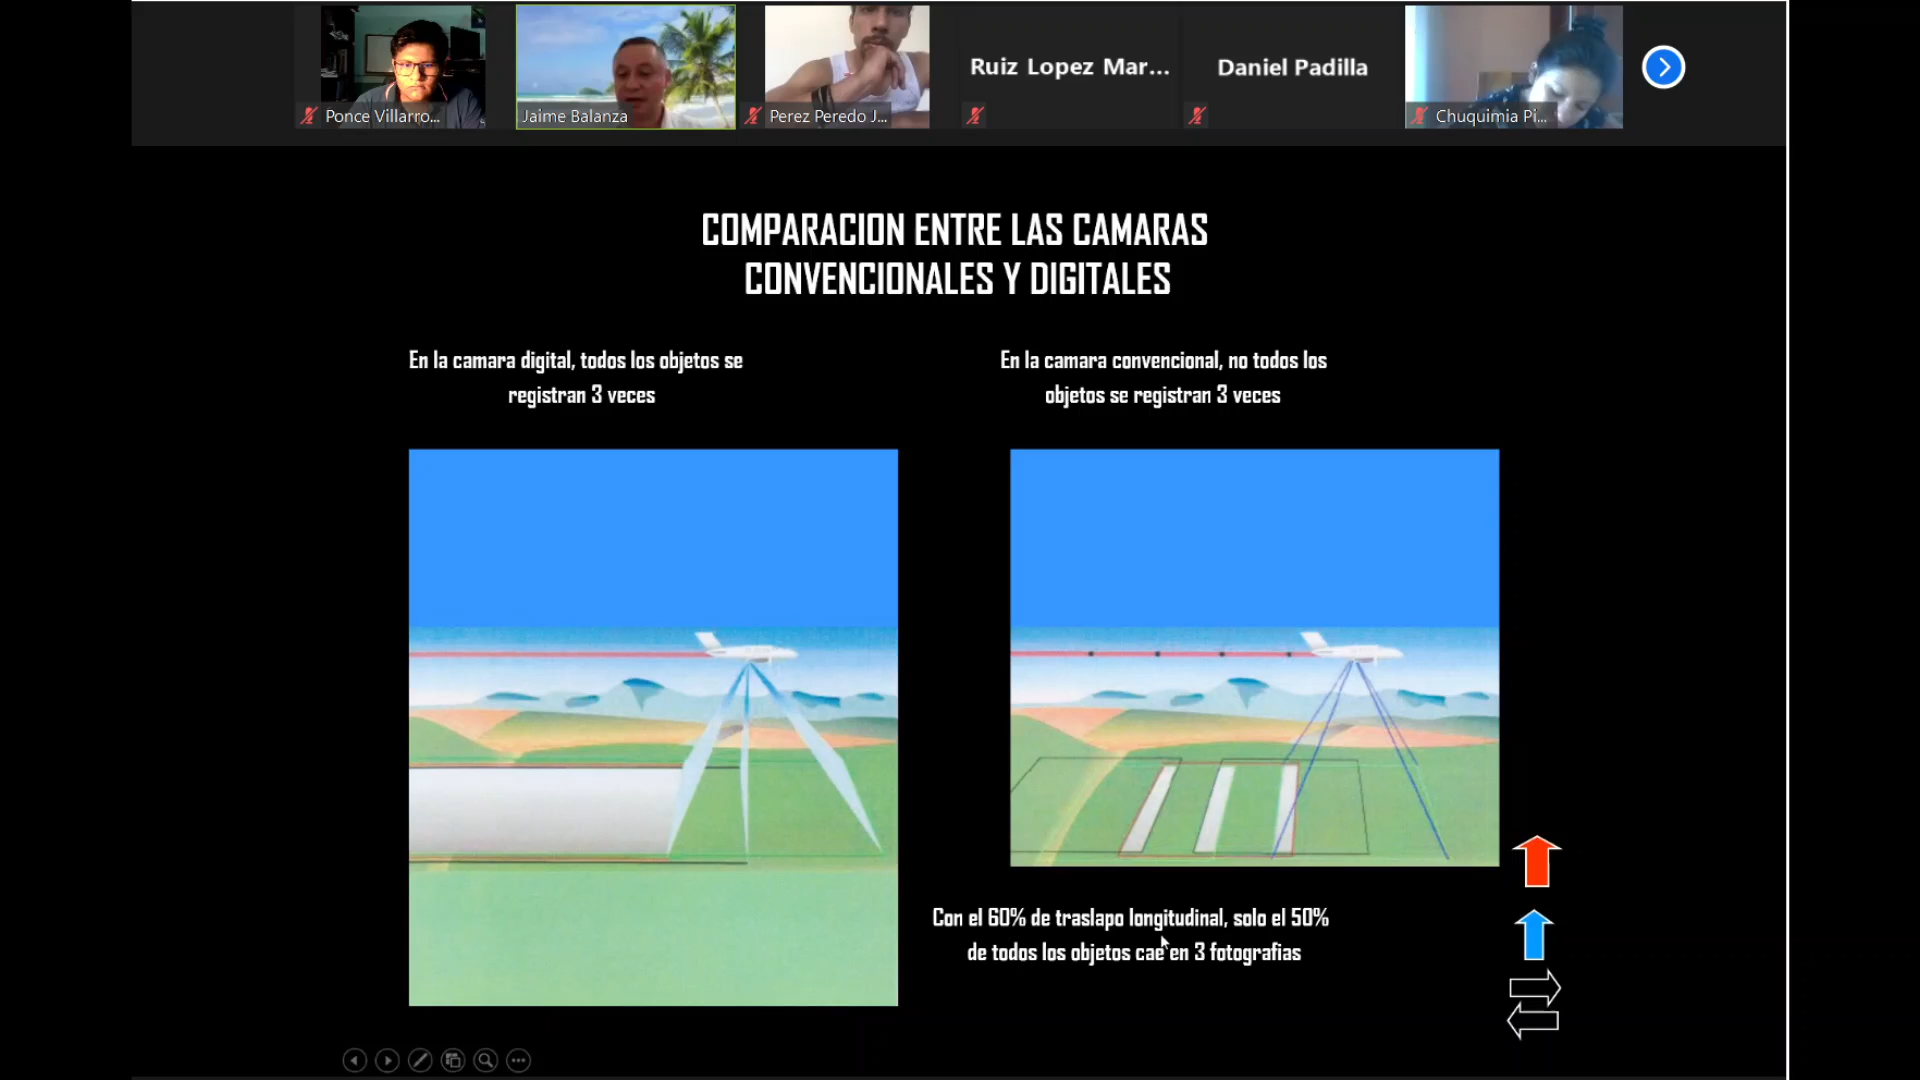 Ponce Villarro...
Jaime Balanza
Perez Peredo J...
Ruiz Lopez Mar...
Daniel Padilla
Chuquimia Pi...
COMPARACION ENTRE LAS CAMARAS
CONVENCIONALES Y DIGITALES
En la camara digital, todos los objetos se
registran 3 veces
En la camara convencional, no todos los
objetos se registran 3 veces
Con el 60% de traslapo longitudinal, solo el 50%
de todos los objetos cae en 3 fotografias